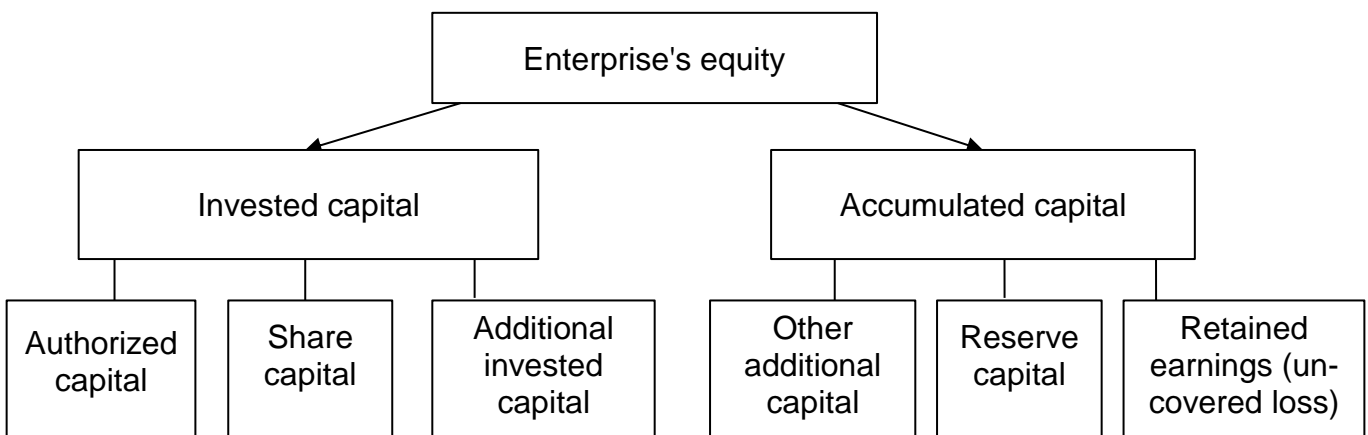 Enterprise's equity
Invested capital
Accumulated capital
Authorized
capital
Share
capital
Additional
invested
capital
Other
additional
capital
Reserve
capital
Retained
earnings (un-
covered loss)